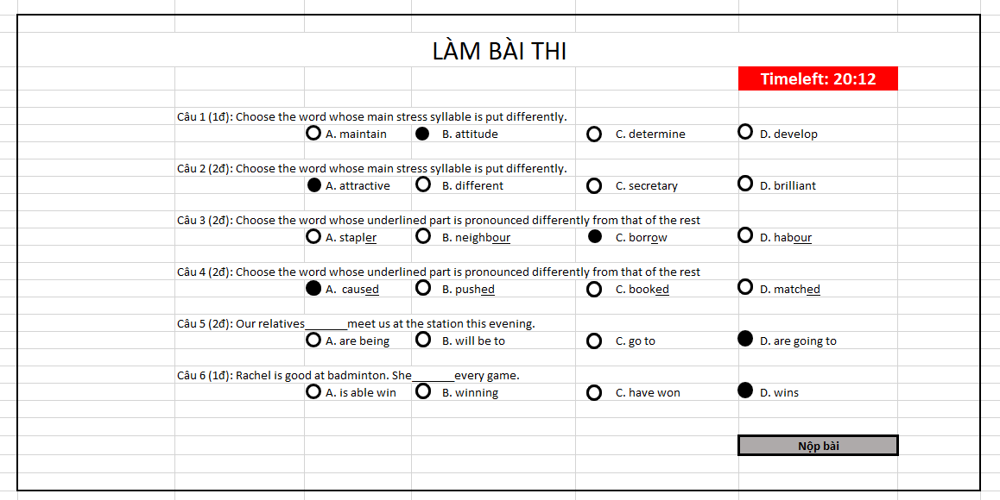 LÀM BÀI THI
Timeleft: 20:12
Câu 1 (1đ): Choose the word whose main stress syllable is put differently.
A. maintain B. attitude C. determine D. develop
Câu 2 (2đ): Choose the word whose main stress syllable is put differently.
A. attractive B. different C. secretary D. brilliant
Câu 3 (2đ): Choose the word whose underlined part is pronounced differently from that of the rest
A. stapler B. neighbour C. borrow D. habour
Câu 4 (2đ): Choose the word whose underlined part is pronounced differently from that of the rest
A. caused B. pushed C. booked D. matched
Câu 5 (2đ): Our relatives_______meet us at the station this evening.
A. are being B. will be to C. go to D. are going to
Câu 6 (1đ): Rachel is good at badminton. She_______every game.
A. is able win B. winning C. have won D. wins
Nộp bài